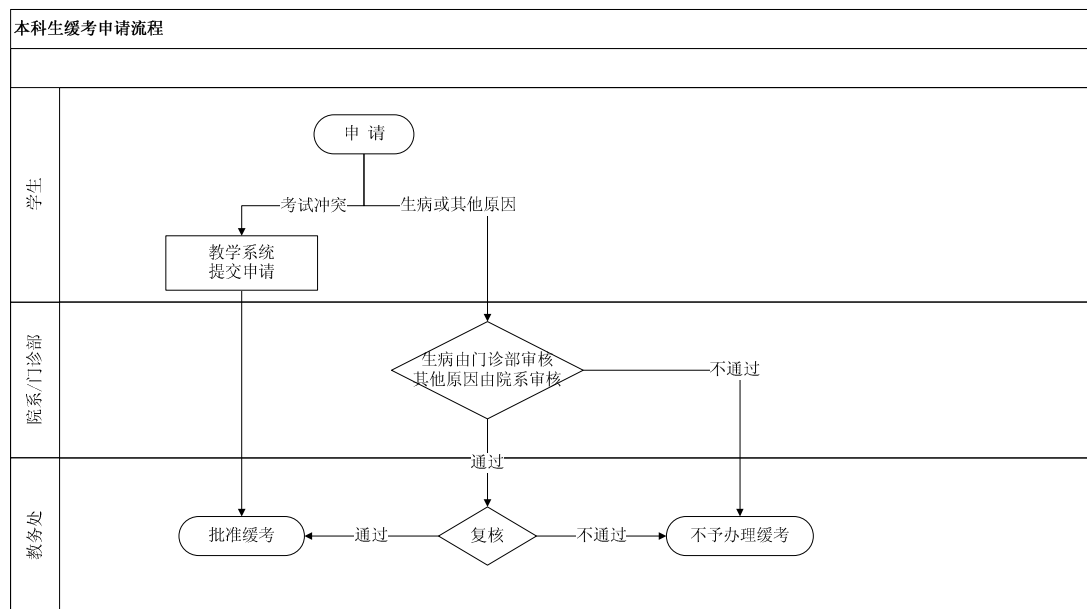 本科生缓考申请流程
学生
申 请
考试冲突
生病或其他原因
教学系统
提交申请
院系/门诊部
生病由门诊部审核
其他原因由院系审核
不通过
通过
教务处
批准缓考
通过
复核
不通过
不予办理缓考